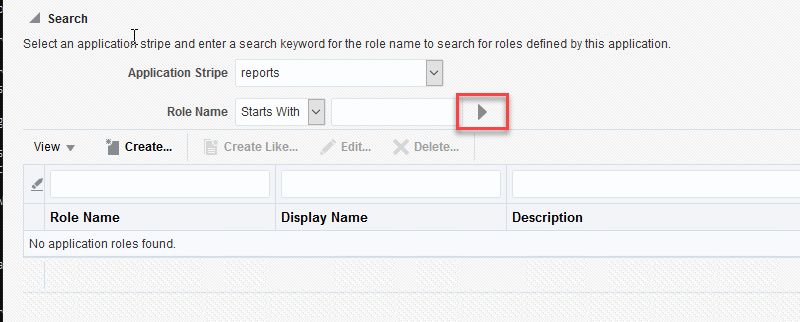 Search
Select an application stripe and enter a search keyword for the role name to search for roles defined by this application.
Application Stripe reports
Role Name Starts With
View Create... Create Like... Edit... Delete...
Role Name Display Name Description
No application roles found.